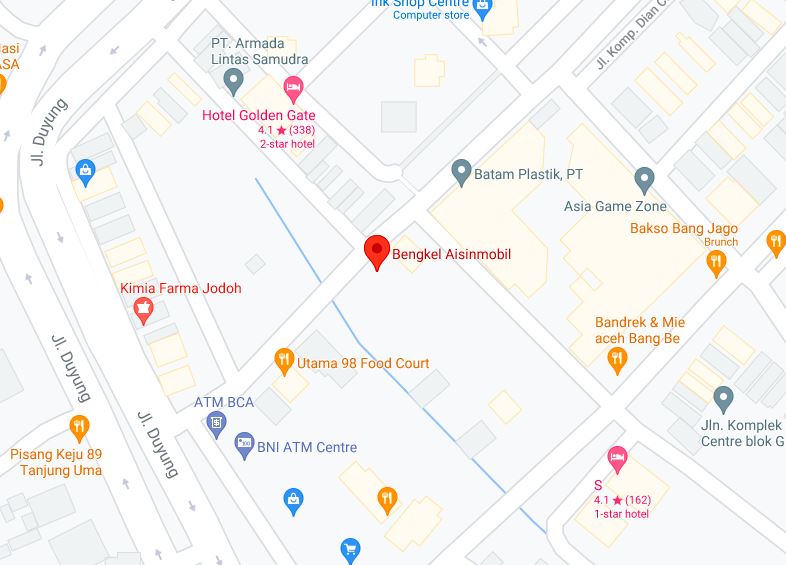 Ink Shop Centre
Computer store
PT. Armada
Lintas Samudra
Jl. Komp. Dian C
Hotel Golden Gate
4.1 ★ (338)
2-star hotel
Jl. Duyung
Batam Plastik, PT
Asia Game Zone
Bakso Bang Jago
Brunch
Bengkel Aisinmobil
Kimia Farma Jodoh
Bandrek & Mie
aceh Bang Be
Utama 98 Food Court
Jl. Duyung
ATM BCA
BNI ATM Centre
Jl. Duyung
Pisang Keju 89
Tanjung Uma
Jln. Komplek
Centre blok G
S
4.1 ★ (162)
1-star hotel